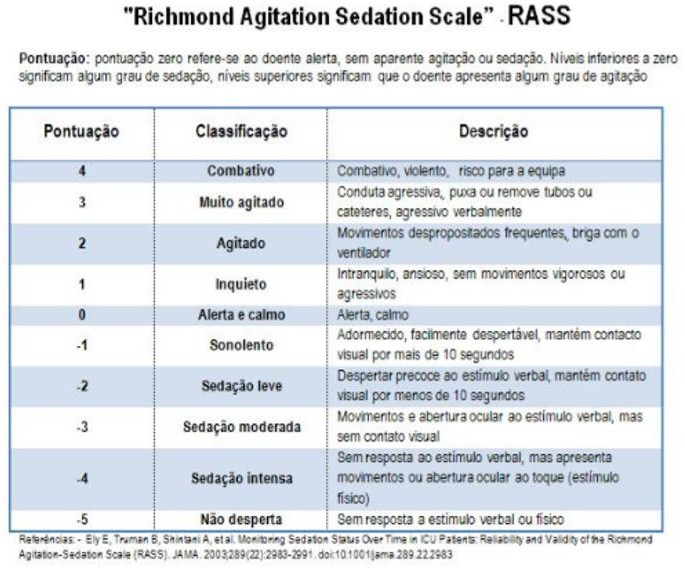 "Richmond Agitation Sedation Scale” - RASS
Pontuação: pontuação zero refere-se ao doente alerta, sem aparente agitação ou sedação. Níveis inferiores a zero
significam algum grau de sedação, níveis superiores significam que o doente apresenta algum grau de agitação
Pontuação Classificação Descrição
4 Combativo Combativo, violento, risco para a equipa
3 Muito agitado Conduta agressiva, puxa ou remove tubos ou
cateteres, agressivo verbalmente
2 Agitado Movimentos despropositados frequentes, briga com o
ventilador
1 Inquieto Intranquilo, ansioso, sem movimentos vigorosos ou
agressivos
0 Alerta e calmo Alerta, calmo
-1 Sonolento Adormecido, facilmente despertável, mantém contacto
visual por mais de 10 segundos
-2 Sedação leve Despertar precoce ao estímulo verbal, mantém contato
visual por menos de 10 segundos
-3 Sedação moderada Movimentos e abertura ocular ao estímulo verbal, mas
sem contato visual
-4 Sedação intensa Sem resposta ao estímulo verbal, mas apresenta
movimentos ou abertura ocular ao toque (estímulo
físico)
-5 Não desperta Sem resposta a estímulo verbal ou físico
Referências: - Ely E, Truman B, Shintani A, et al. Monitoring Sedation Status Over Time in ICU Patients: Reliability and Validity of the Richmond
Agitation-Sedation Scale (RASS). JAMA. 2003;289(22):2983-2991. doi:10.1001/jama.289.22.2983